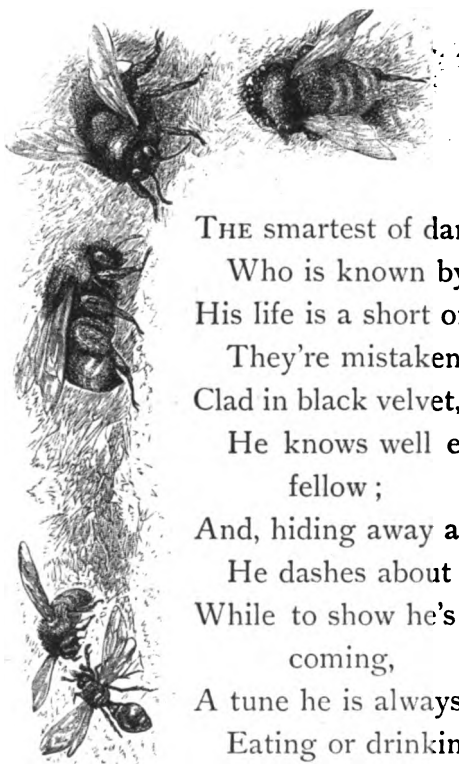 THE smartest of
Who is known by
His life is a short
They're mistaken
Clad in black velvet,
He knows well e
fellow ;
And, hiding away a
He dashes about
While to show he's
coming,
A tune he is always
Eating or drinkin